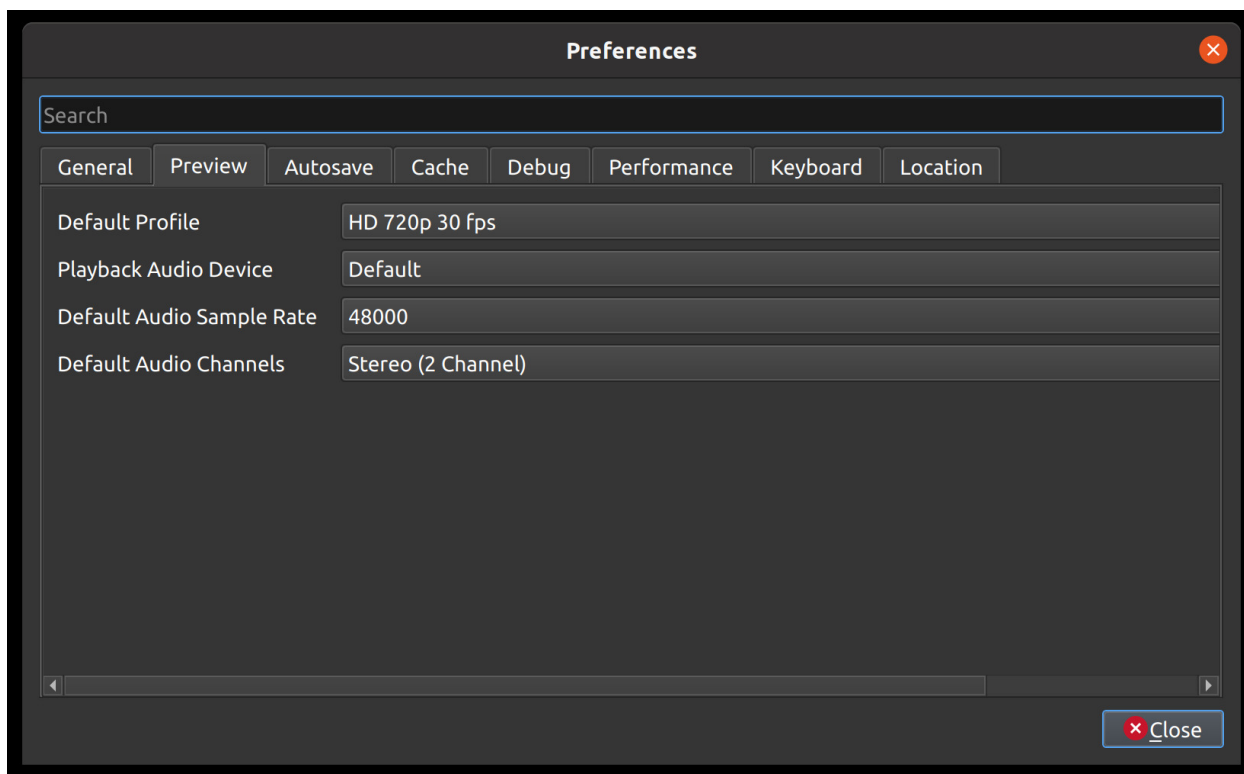 Preferences
Search
General Preview Autosave Cache Debug Performance Keyboard Location
Default Profile HD 720p 30 fps
Playback Audio Device Default
Default Audio Sample Rate 48000
Default Audio Channels Stereo (2 Channel)
Close